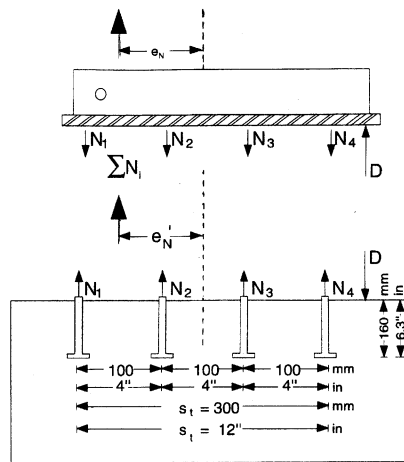 e_N
N_1 N_2 N_3 N_4
D
∑N_i
e_N'
D
N_1 N_2 N_3 N_4
mm
in
160
6.3"
100 100 100 mm
4" 4" 4" in
s_t = 300 mm
s_t = 12" in